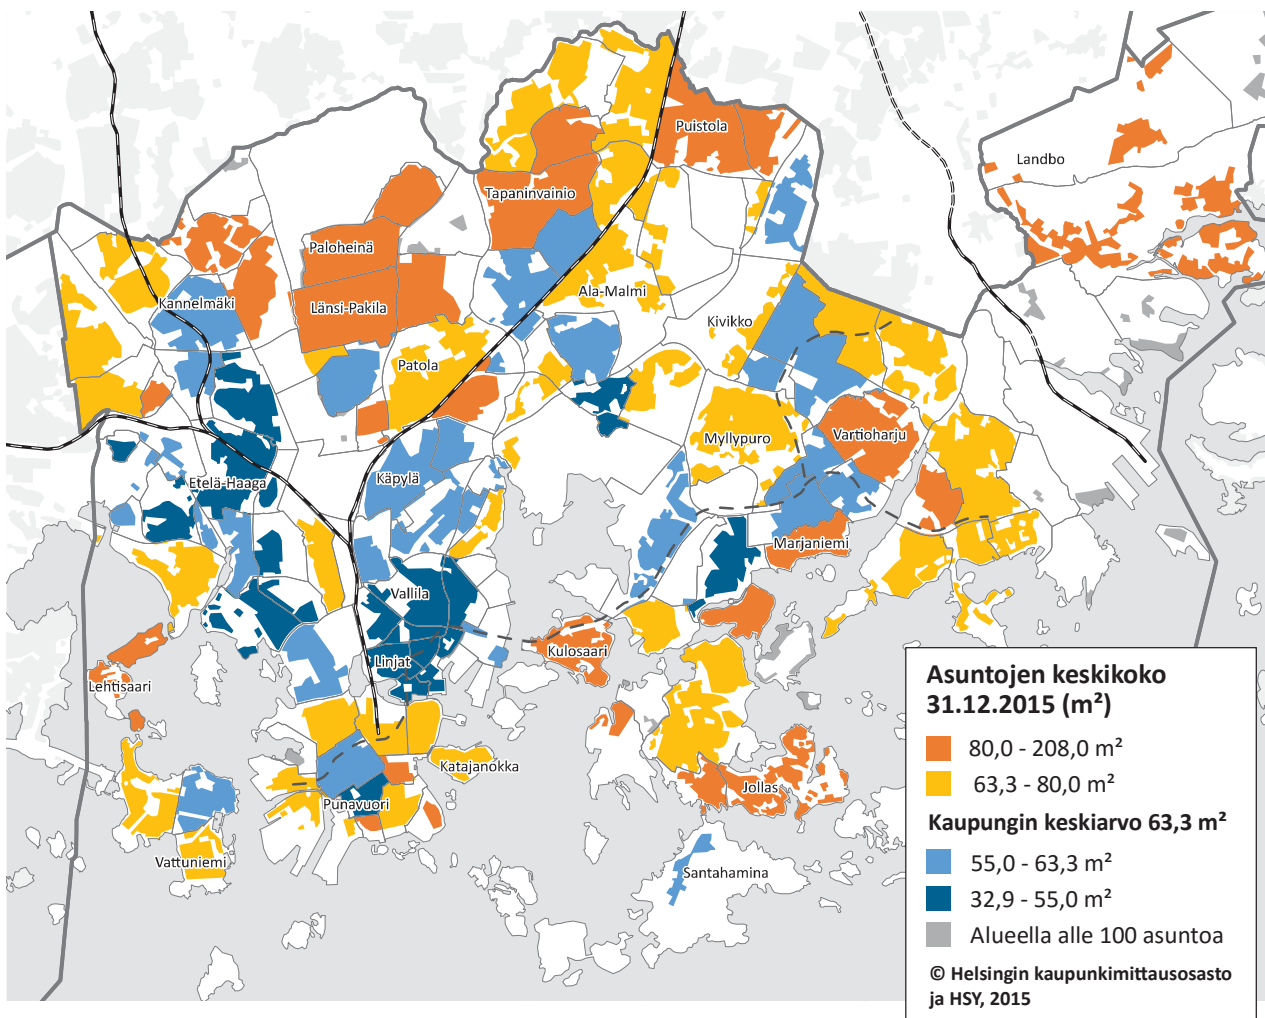 Puistola
Landbo
Tapaninvainio
Paloheinä
Ala-Malmi
Kannelmäki
Länsi-Pakila
Kivikko
Patola
Myllypuro
Vartioharju
Käpylä
Etelä-Haaga
Marjaniemi
Vallila
Kulosaari
Linjat
Lehtisaari
Katajanokka
Jollas
Punavuori
Vattuniemi
Santahamina
Asuntojen keskikoko
31.12.2015 (m²)
80,0 - 208,0 m²
63,3 - 80,0 m²
Kaupungin keskiarvo 63,3 m²
55,0 - 63,3 m²
32,9 - 55,0 m²
Alueella alle 100 asuntoa
© Helsingin kaupunkimittausosasto
ja HSY, 2015